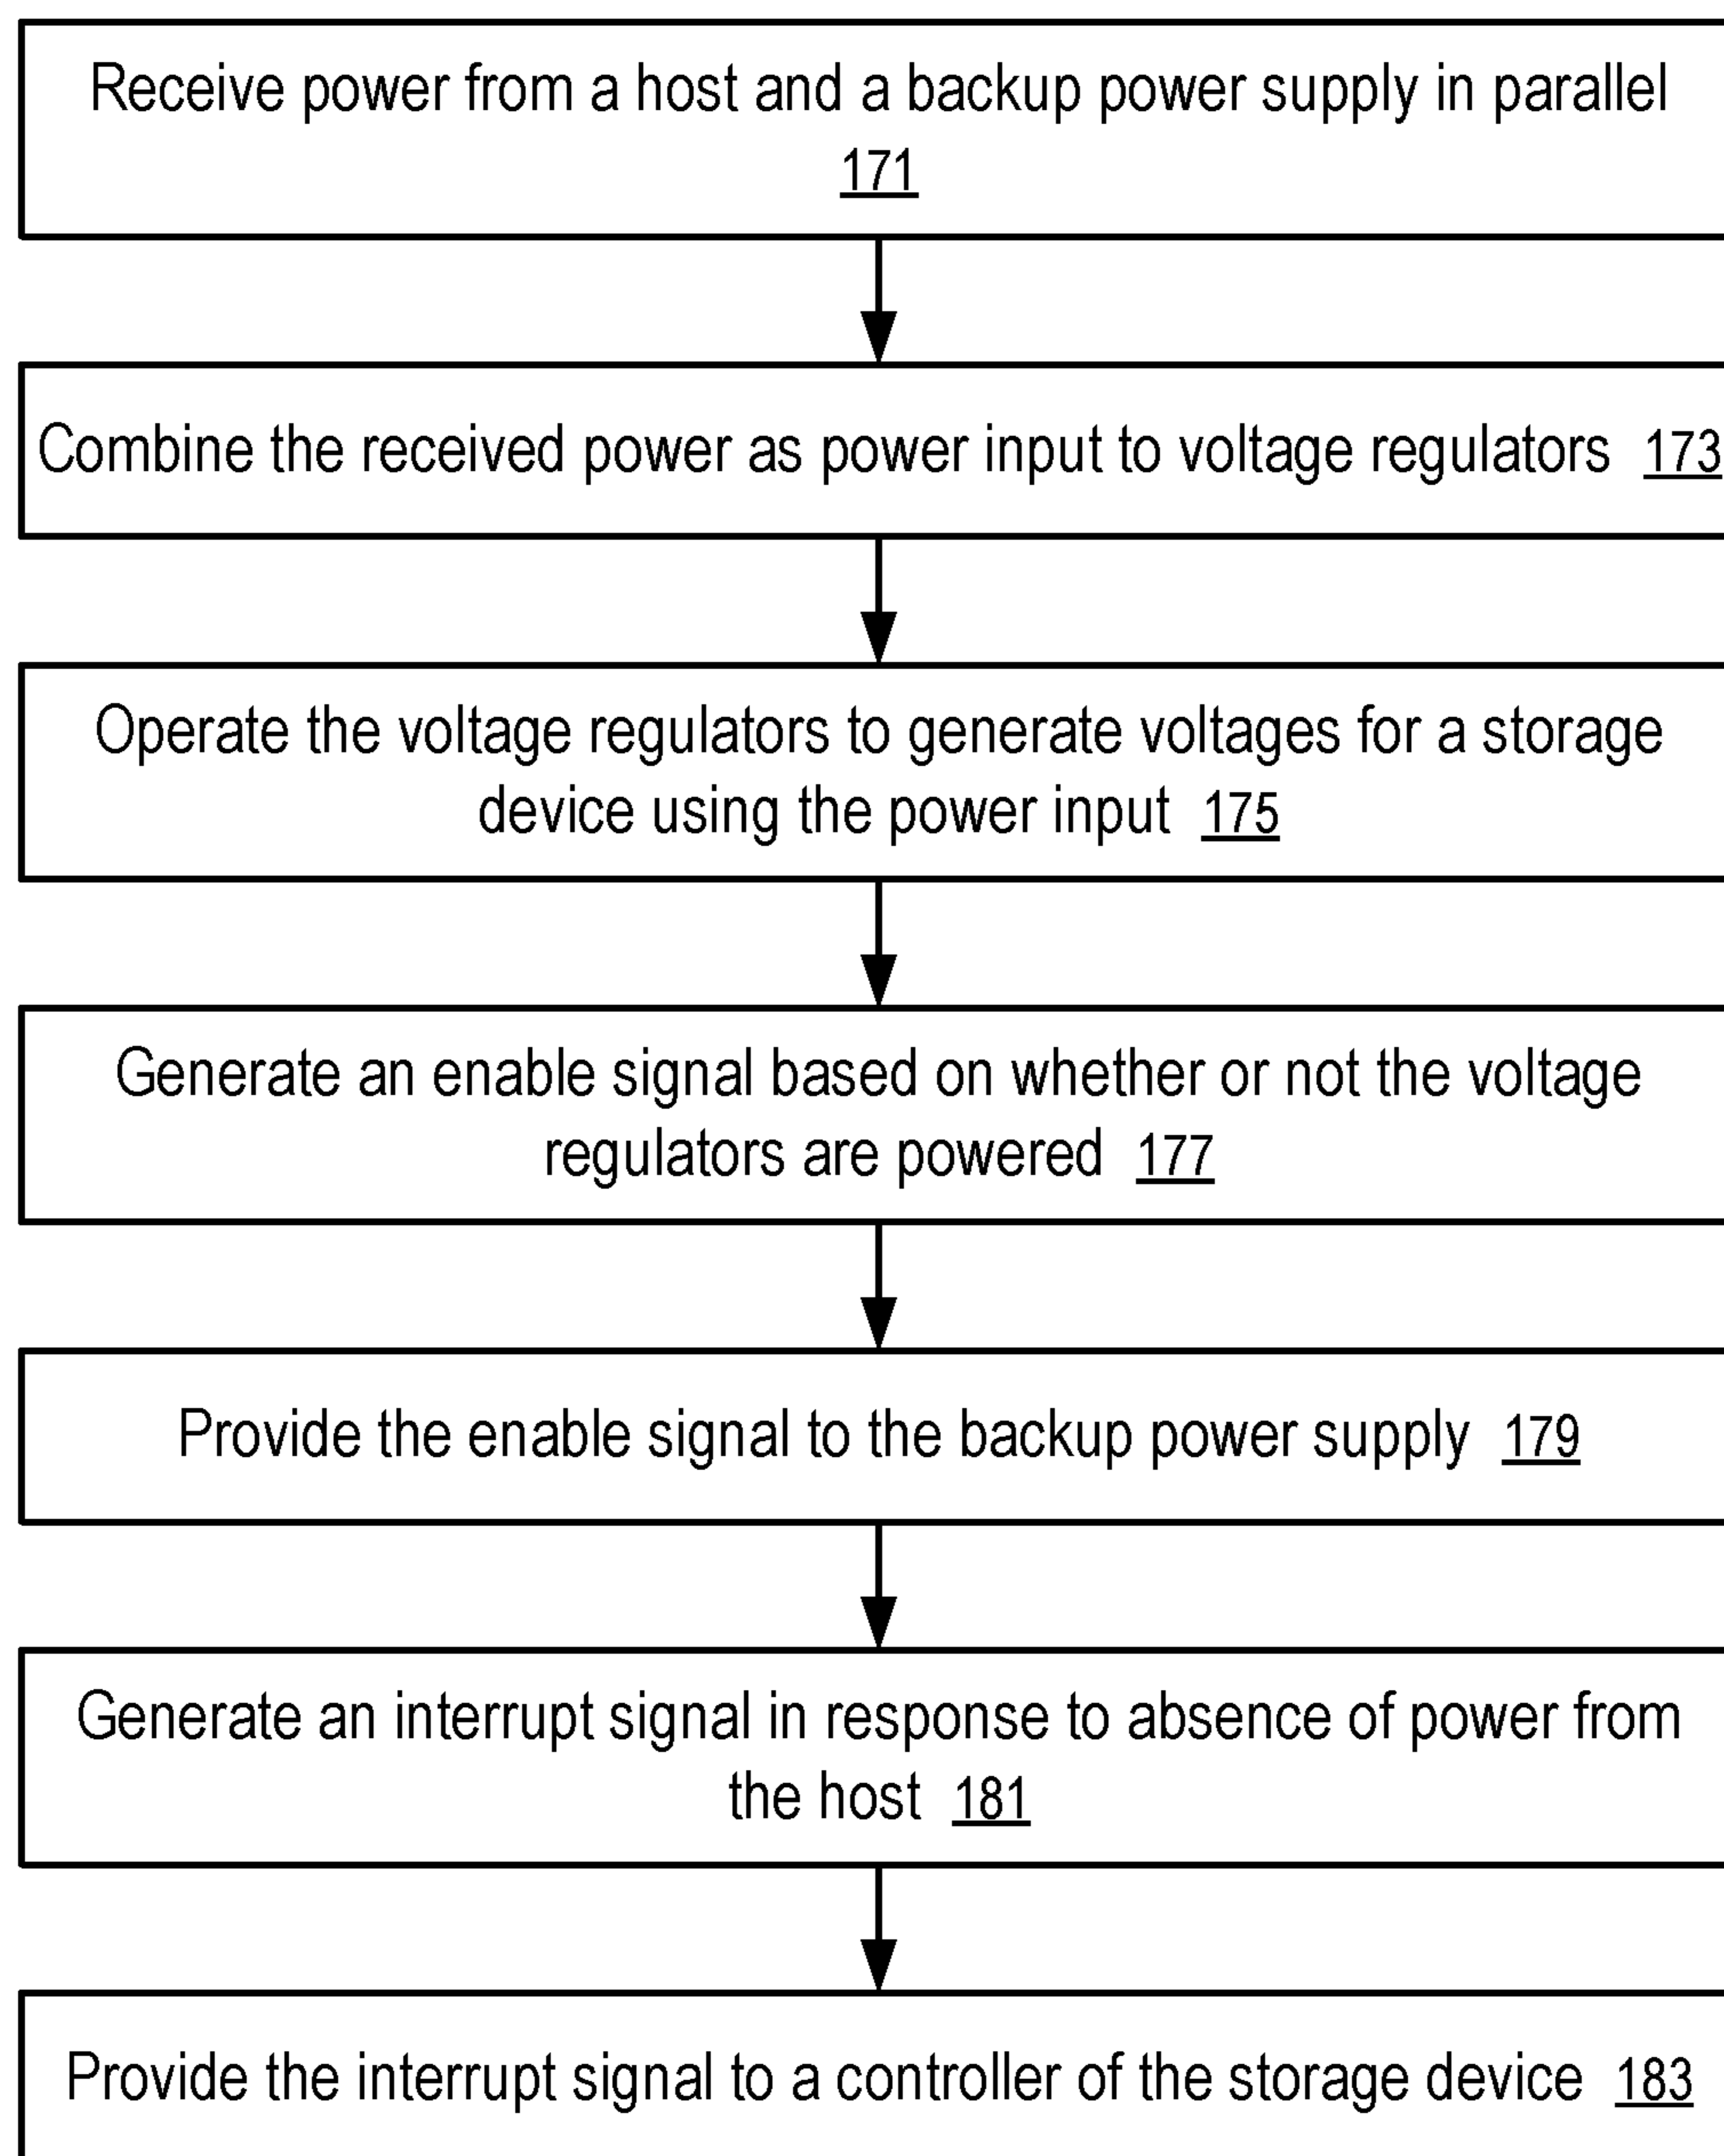 Receive power from a host and a backup power supply in parallel
171
Combine the received power as power input to voltage regulators 173
Operate the voltage regulators to generate voltages for a storage
device using the power input 175
Generate an enable signal based on whether or not the voltage
regulators are powered 177
Provide the enable signal to the backup power supply 179
Generate an interrupt signal in response to absence of power from
the host 181
Provide the interrupt signal to a controller of the storage device 183